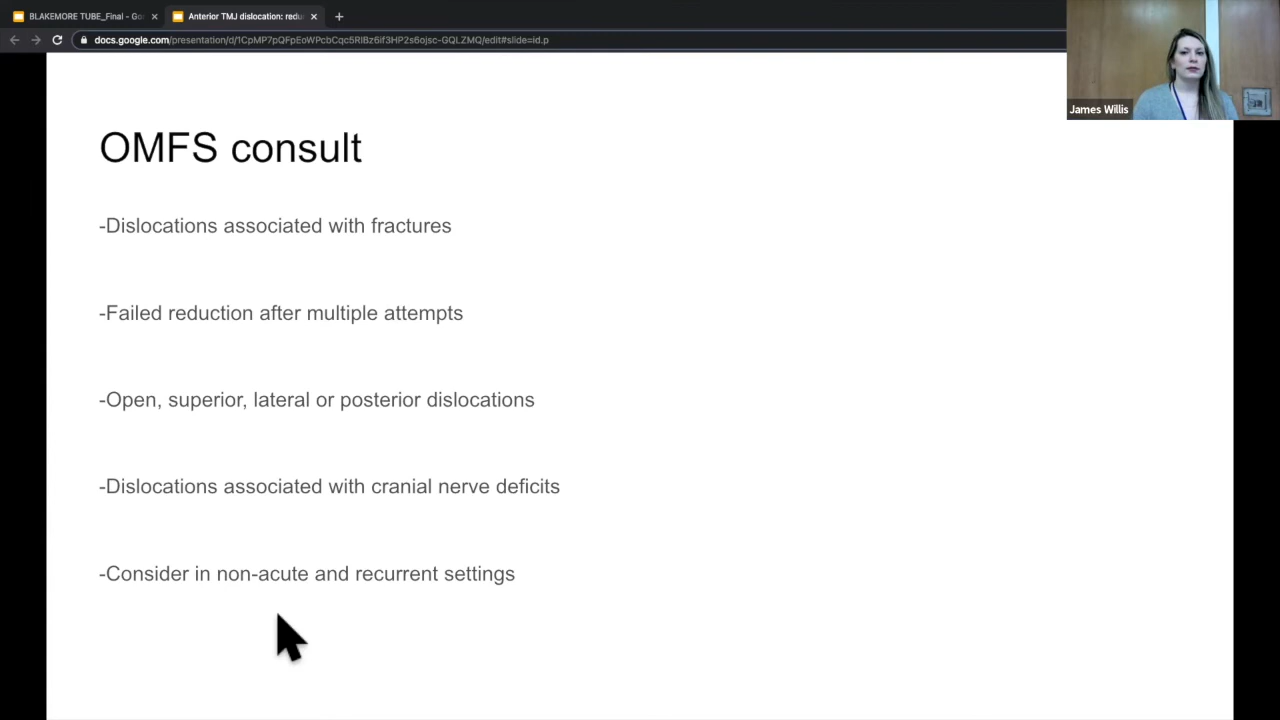 BLAKEMORE TUBE_Final - Go
Anterior TMJ dislocation: redu
docs.google.com/presentation/d/1CpMP7pQFpEoWPcbCqc5RIBz6if3HP2s6ojsc-GQLZMQ/edit#slide=id.p
James Willis
OMFS consult
-Dislocations associated with fractures
-Failed reduction after multiple attempts
-Open, superior, lateral or posterior dislocations
-Dislocations associated with cranial nerve deficits
-Consider in non-acute and recurrent settings